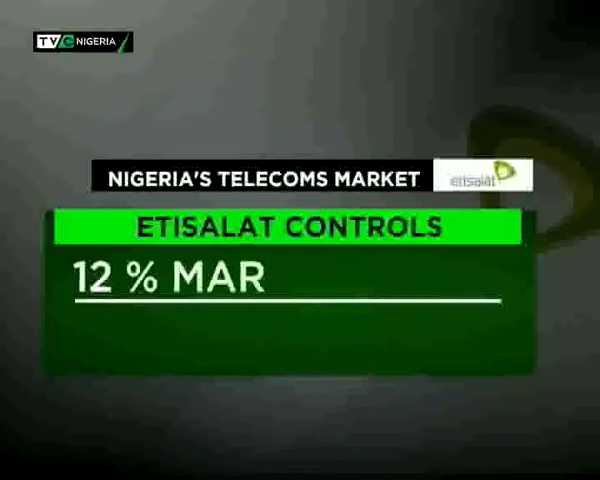 TVC NIGERIA
NIGERIA'S TELECOMS MARKET
etisalat
ETISALAT CONTROLS
12 % MAR